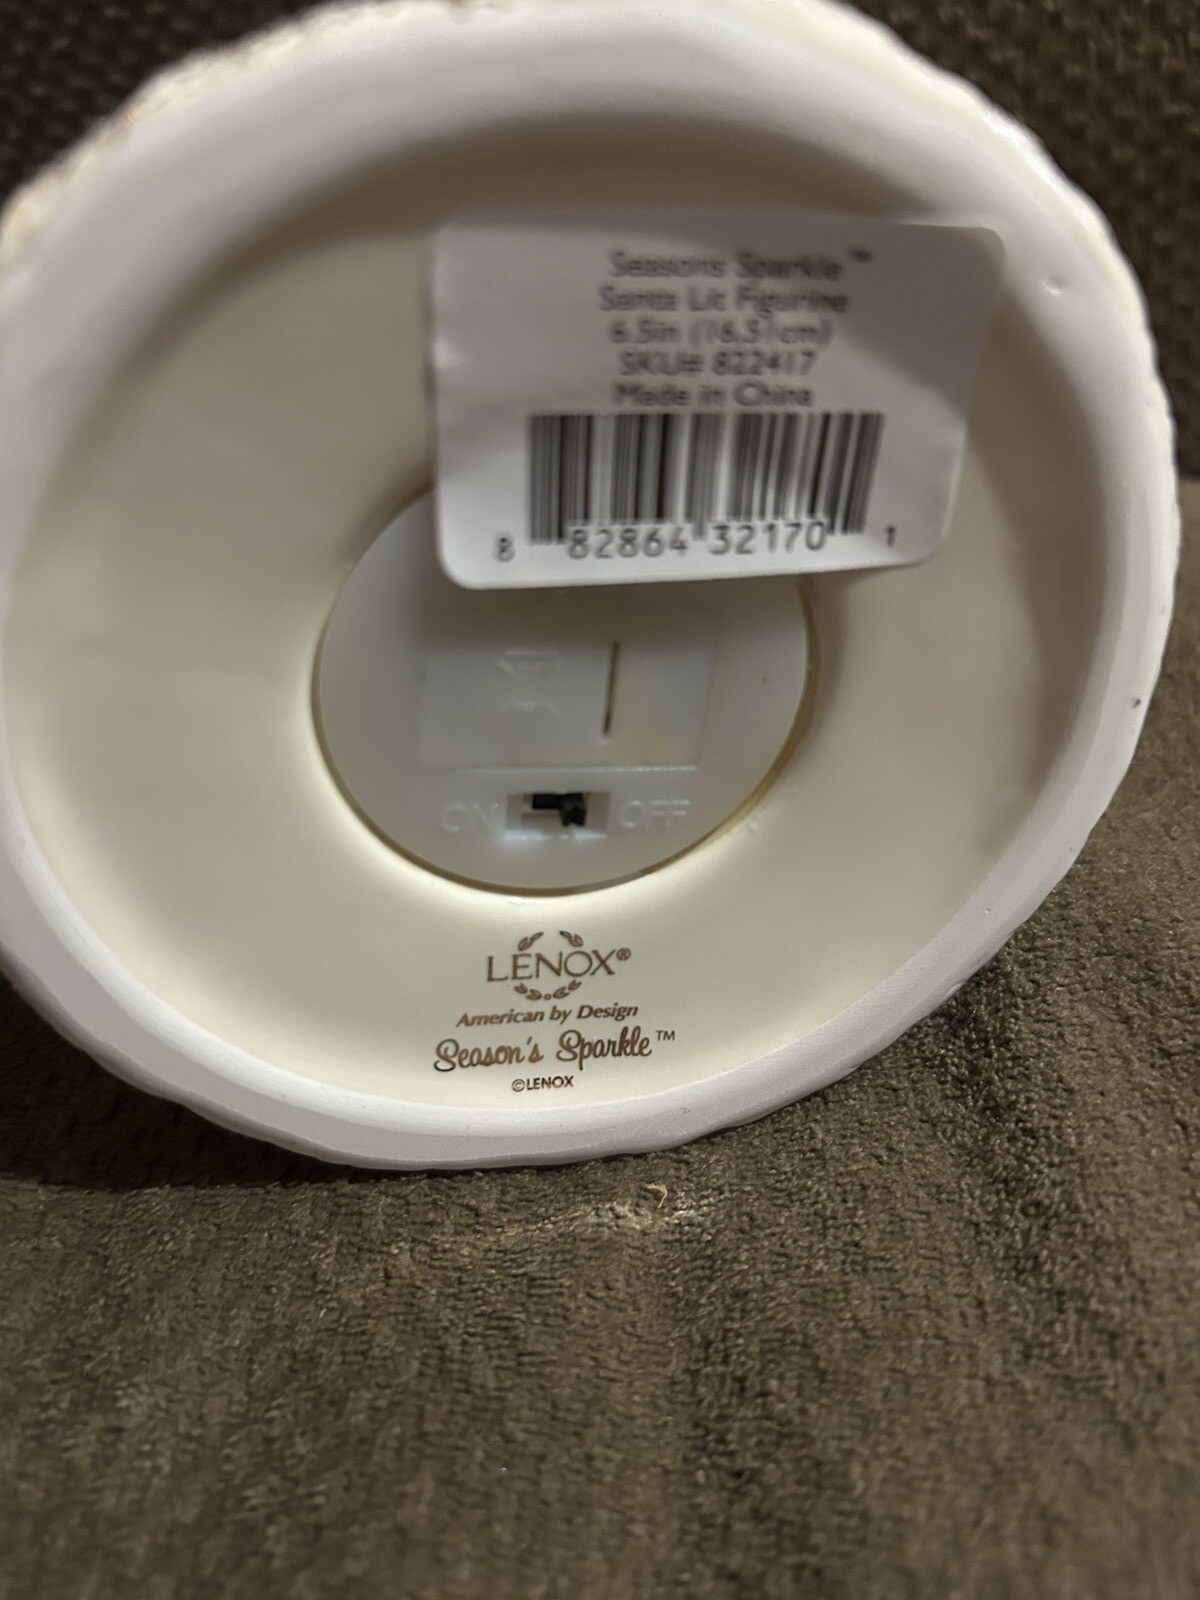 Seasons Sparkle™
Santa Lit Figurine
6.5in (16.51cm)
SKU# 822417
Made in China
8 82864 32170 1
ON OFF
LENOX®
American by Design
Season's Sparkle™
©LENOX